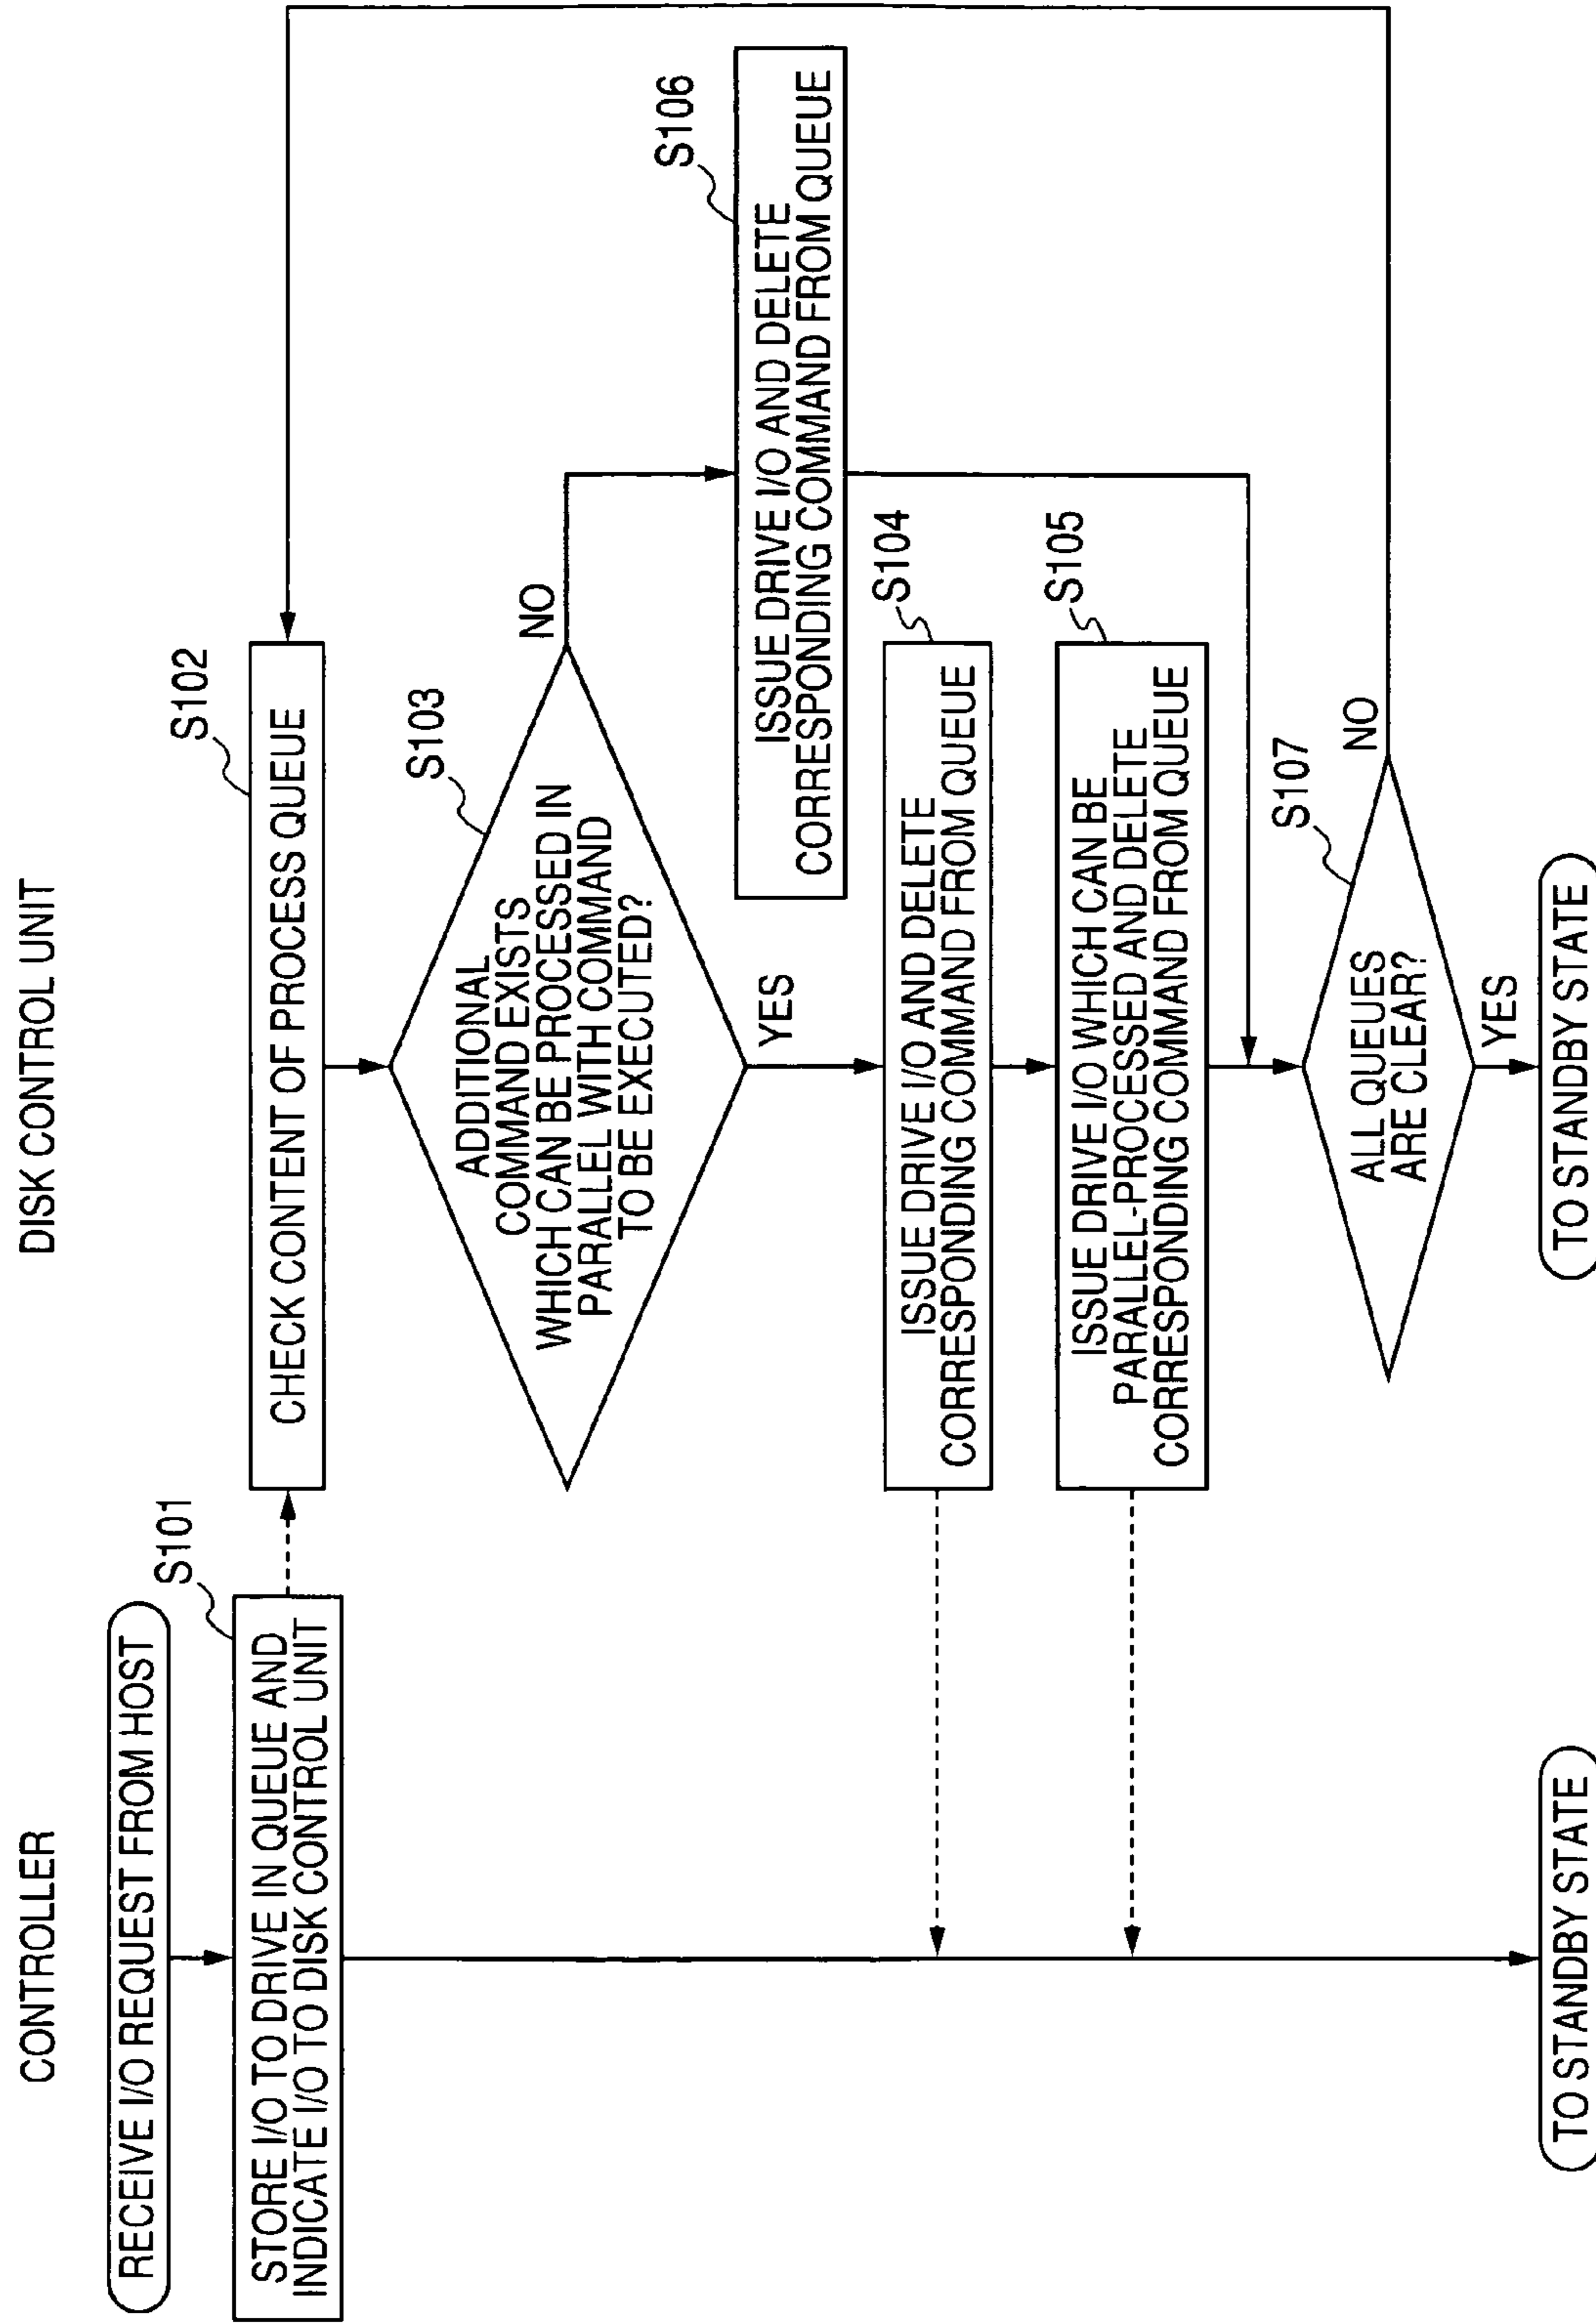 CONTROLLER
DISK CONTROL UNIT
RECEIVE I/O REQUEST FROM HOST
S101
STORE I/O TO DRIVE IN QUEUE AND
INDICATE I/O TO DISK CONTROL UNIT
S102
CHECK CONTENT OF PROCESS QUEUE
S103
ADDITIONAL
COMMAND EXISTS
WHICH CAN BE PROCESSED IN
PARALLEL WITH COMMAND
TO BE EXECUTED?
NO
YES
S106
ISSUE DRIVE I/O AND DELETE
CORRESPONDING COMMAND FROM QUEUE
S104
ISSUE DRIVE I/O AND DELETE
CORRESPONDING COMMAND FROM QUEUE
S105
ISSUE DRIVE I/O WHICH CAN BE
PARALLEL-PROCESSED AND DELETE
CORRESPONDING COMMAND FROM QUEUE
S107
ALL QUEUES
ARE CLEAR?
NO
YES
TO STANDBY STATE
TO STANDBY STATE